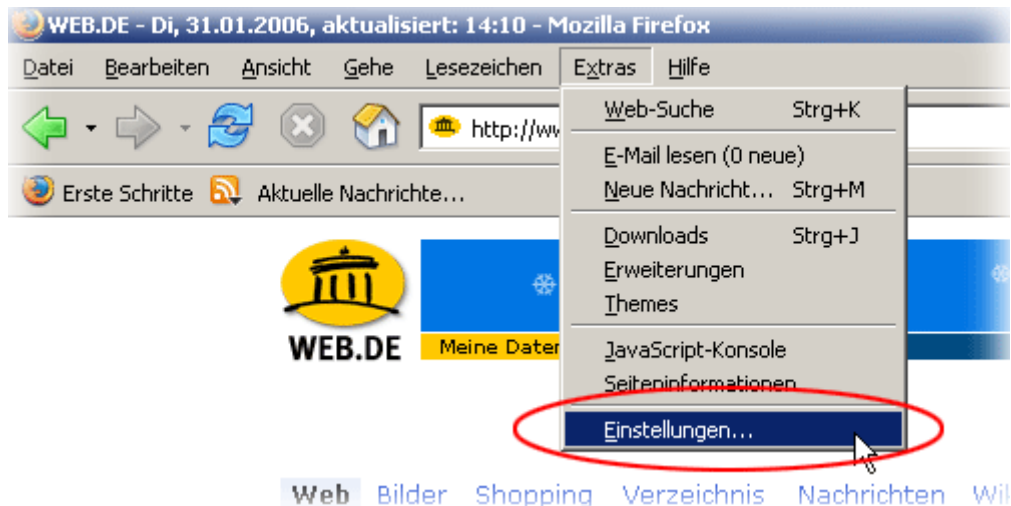 WEB.DE - Di, 31.01.2006, aktualisiert: 14:10 - Mozilla Firefox
Datei Bearbeiten Ansicht Gehe Lesezeichen Extras Hilfe
Web-Suche Strg+K
http://ww
E-Mail lesen (0 neue)
Neue Nachricht... Strg+M
Erste Schritte Aktuelle Nachrichte...
Downloads Strg+J
Erweiterungen
Themes
WEB.DE Meine Daten
JavaScript-Konsole
Seiteninformationen
Einstellungen...
Web Bilder Shopping Verzeichnis Nachrichten Wik